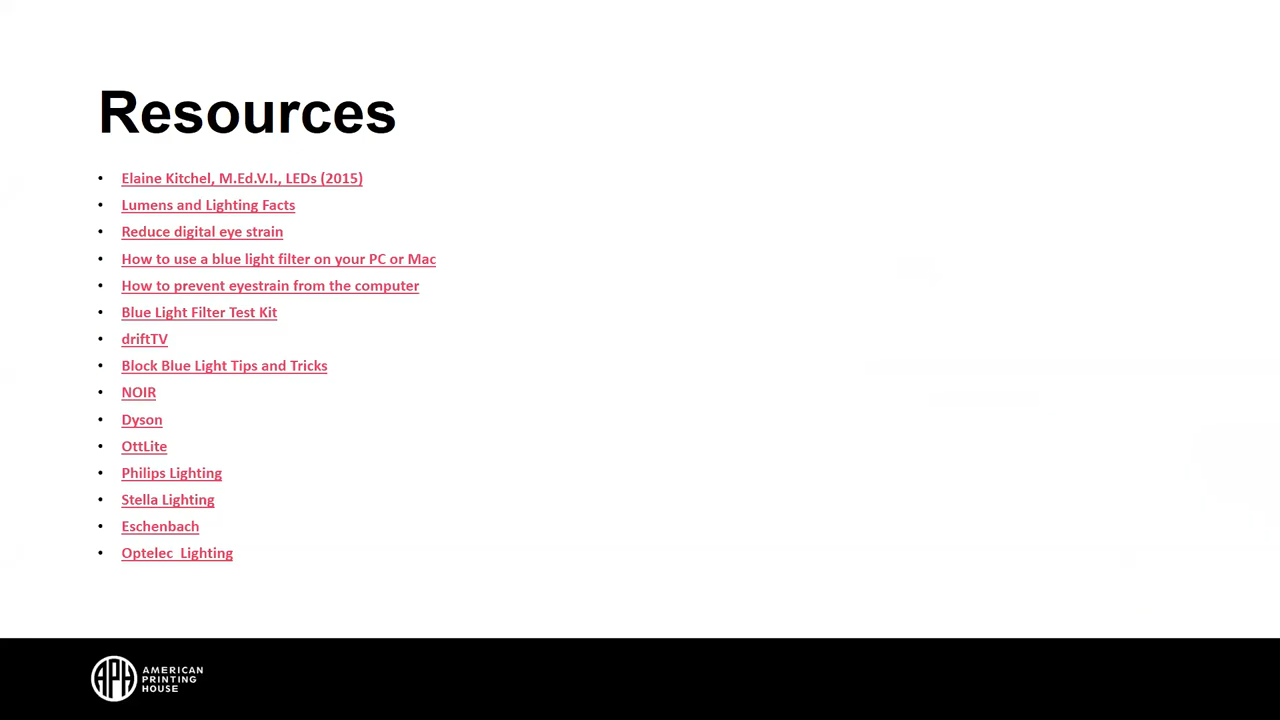 Resources
• Elaine Kitchel, M.Ed.V.I., LEDs (2015)
• Lumens and Lighting Facts
• Reduce digital eye strain
• How to use a blue light filter on your PC or Mac
• How to prevent eyestrain from the computer
• Blue Light Filter Test Kit
• driftTV
• Block Blue Light Tips and Tricks
• NOIR
• Dyson
• OttLite
• Philips Lighting
• Stella Lighting
• Eschenbach
• Optelec  Lighting
APH
AMERICAN
PRINTING
HOUSE